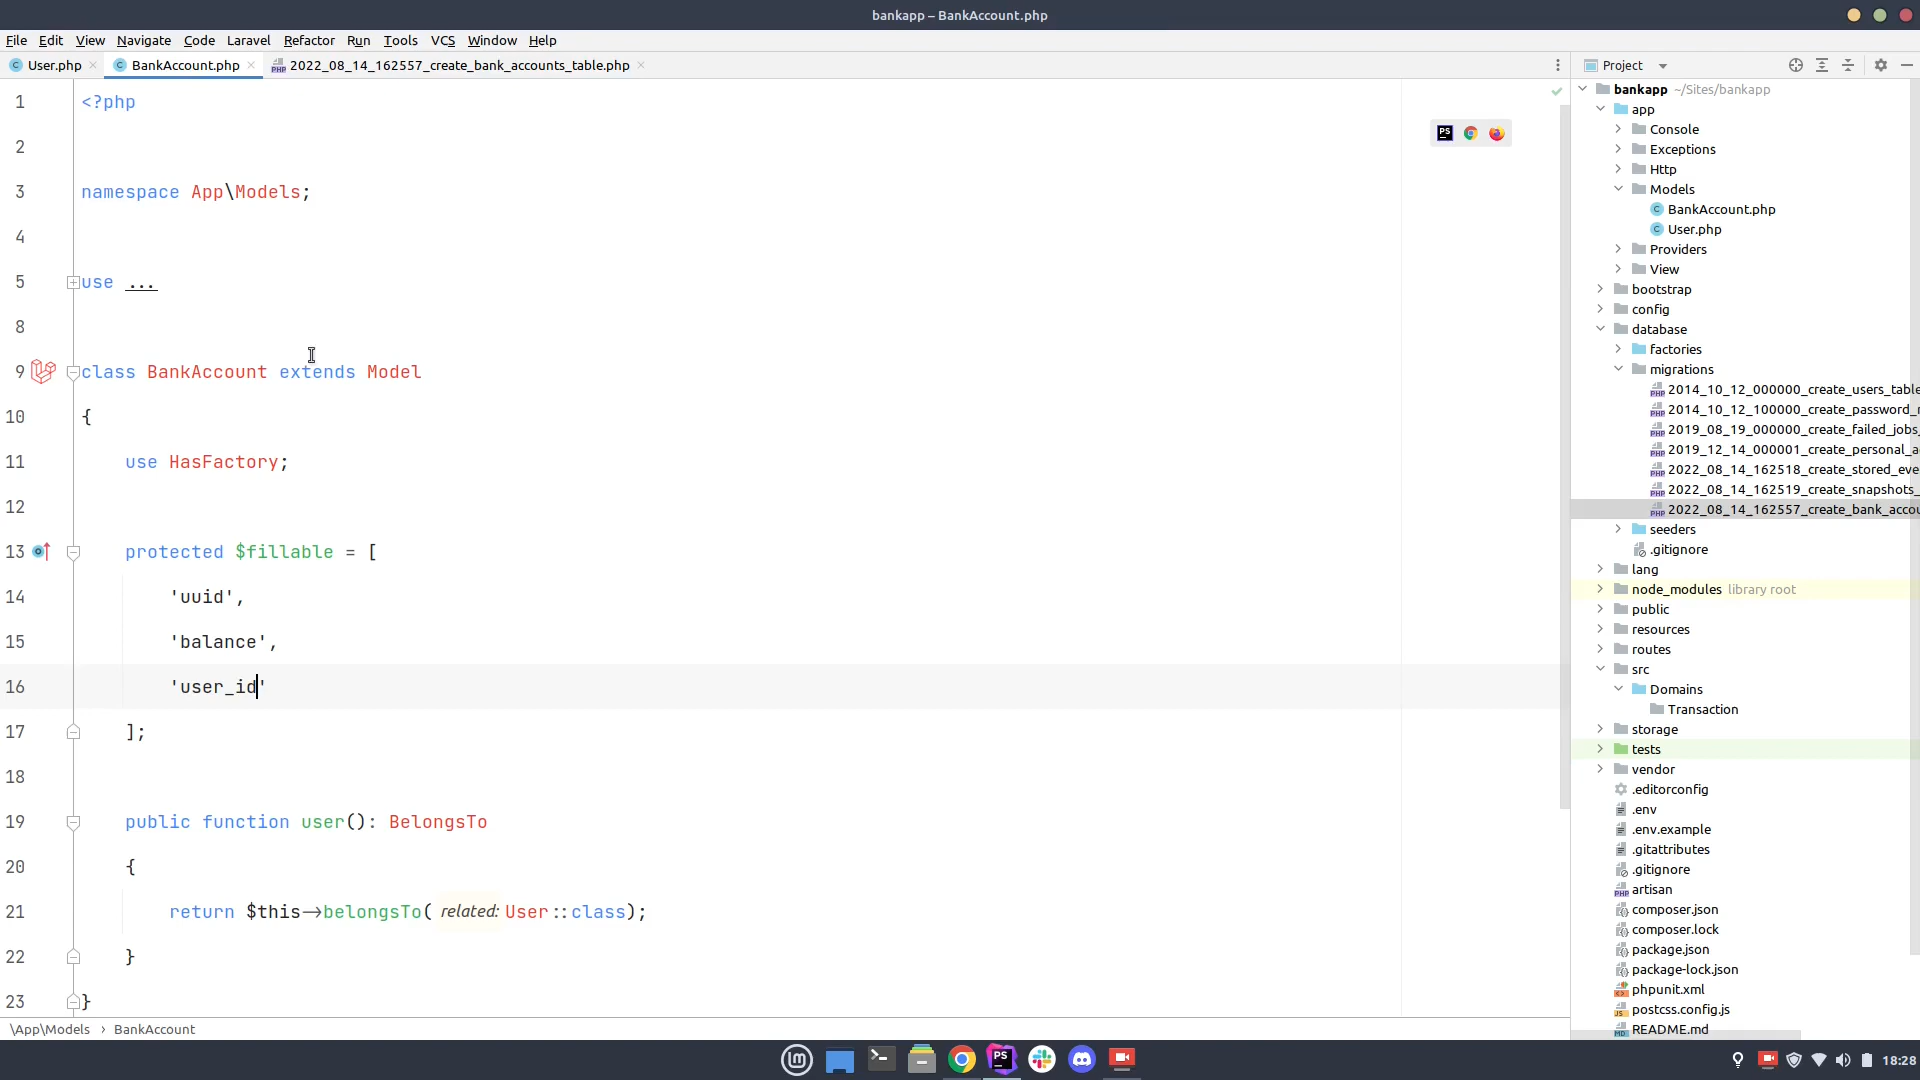 bankapp – BankAccount.php
File Edit View Navigate Code Laravel Refactor Run Tools VCS Window Help
User.php BankAccount.php 2022_08_14_162557_create_bank_accounts_table.php
Project
1 <?php
2
3 namespace App\Models;
4
5 use ...
8
9 class BankAccount extends Model
10 {
11 use HasFactory;
12
13 protected $fillable = [
14 'uuid',
15 'balance',
16 'user_id'
17 ];
18
19 public function user(): BelongsTo
20 {
21 return $this->belongsTo( related: User::class);
22 }
23 }
\App\Models › BankAccount
bankapp ~/Sites/bankapp
app
Console
Exceptions
Http
Models
BankAccount.php
User.php
Providers
View
bootstrap
config
database
factories
migrations
2014_10_12_000000_create_users_table
2014_10_12_100000_create_password_r
2019_08_19_000000_create_failed_jobs_
2019_12_14_000001_create_personal_a
2022_08_14_162518_create_stored_eve
2022_08_14_162519_create_snapshots_
2022_08_14_162557_create_bank_accou
seeders
.gitignore
lang
node_modules library root
public
resources
routes
src
Domains
Transaction
storage
tests
vendor
.editorconfig
.env
.env.example
.gitattributes
.gitignore
artisan
composer.json
composer.lock
package.json
package-lock.json
phpunit.xml
postcss.config.js
README.md
18:28